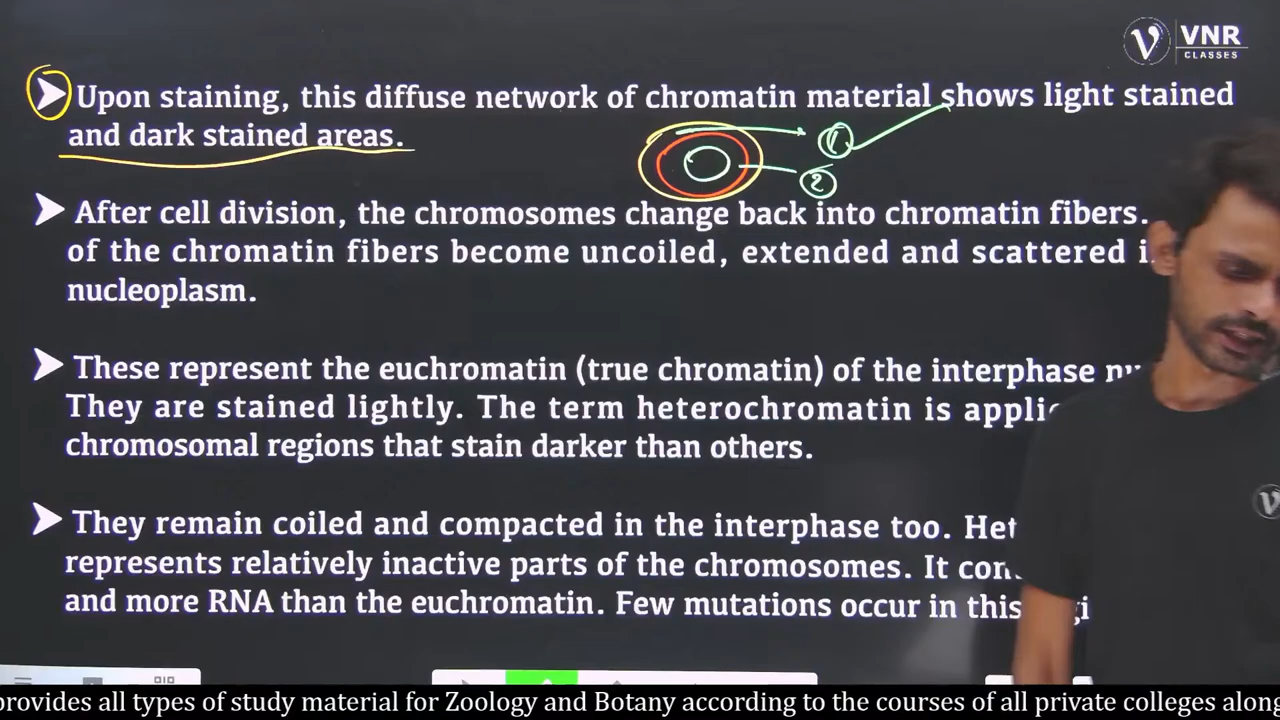 VNR
CLASSES
Upon staining, this diffuse network of chromatin material shows light stained
and dark stained areas.
1
2
After cell division, the chromosomes change back into chromatin fibers.
of the chromatin fibers become uncoiled, extended and scattered
nucleoplasm.
These represent the euchromatin (true chromatin) of the interphase
They are stained lightly. The term heterochromatin is
chromosomal regions that stain darker than others.
They remain coiled and compacted in the interphase too.
represents relatively inactive parts of the chromosomes. It
and more RNA than the euchromatin. Few mutations occur in this
provides all types of study material for Zoology and Botany according to the courses of all private colleges along